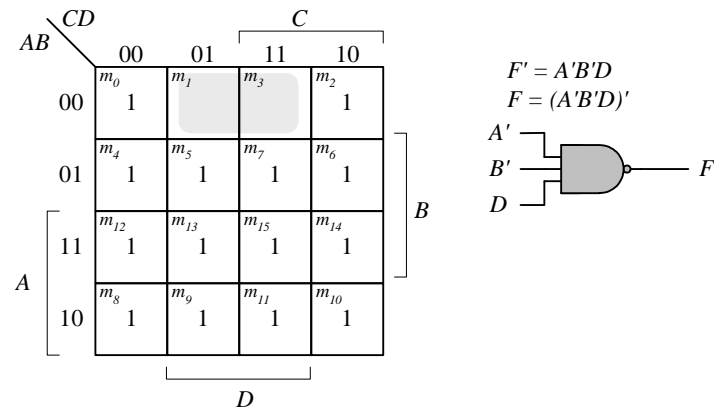 CD
C
AB
00 01 11 10
m0 m1 m3 m2
00 1 1
m4 m5 m7 m6
01 1 1 1 1
B
m12 m13 m15 m14
11 1 1 1 1
A
m8 m9 m11 m10
10 1 1 1 1
D
F' = A'B'D
F = (A'B'D)'
A'
B' F
D